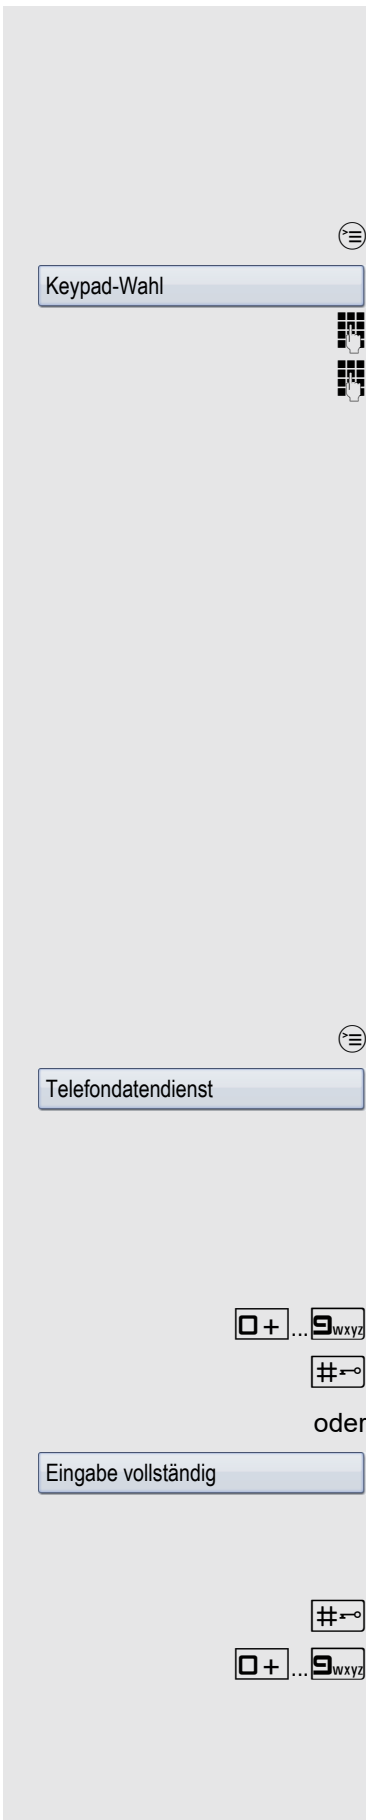 Keypad-Wahl
Telefondatendienst
0+...9wxyz
#
oder
Eingabe vollständig
#
0+...9wxyz